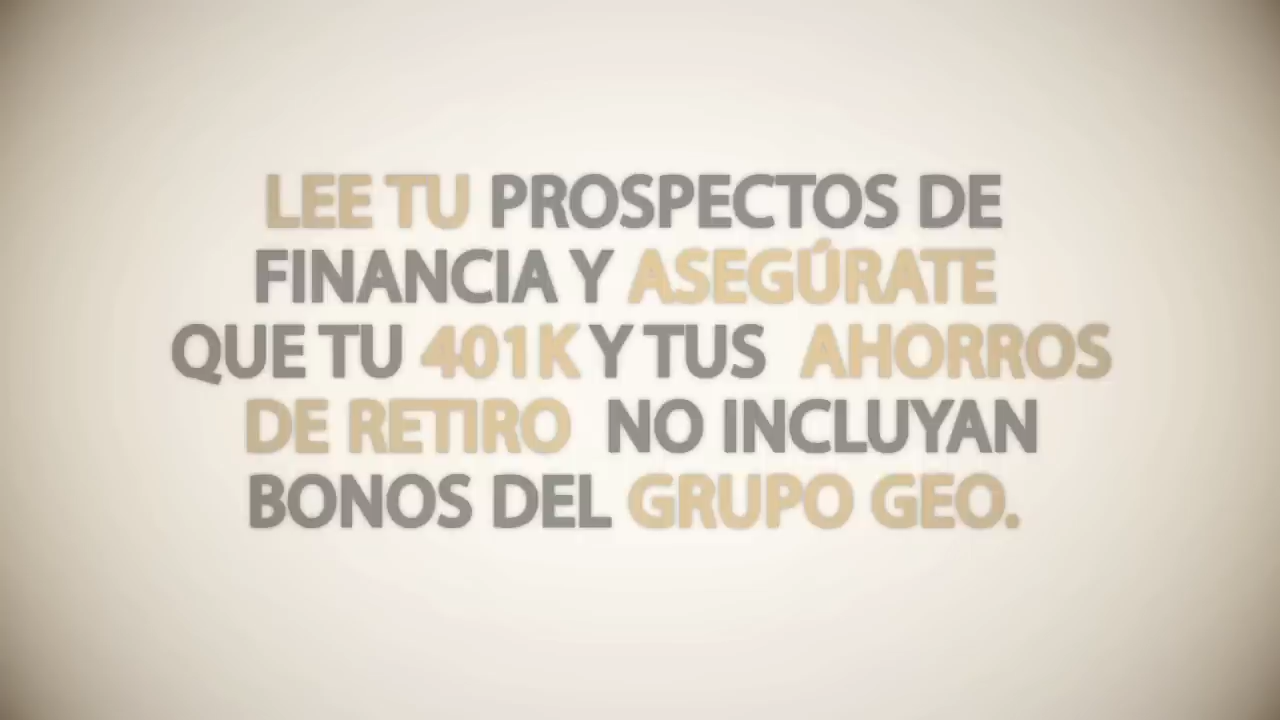 LEE TU PROSPECTOS DE
FINANCIA Y ASEGÚRATE
QUE TU 401K Y TUS AHORROS
DE RETIRO NO INCLUYAN
BONOS DEL GRUPO GEO.